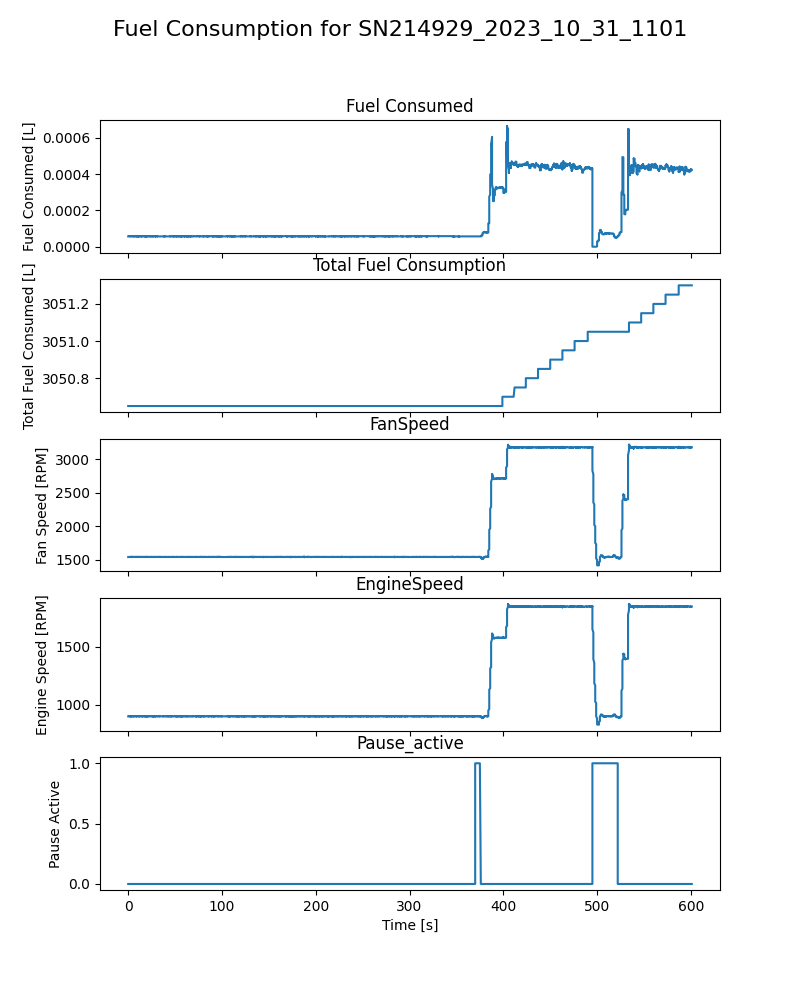 Fuel Consumption for SN214929_2023_10_31_1101
Fuel Consumed
Fuel Consumed [L]
0.0006
0.0004
0.0002
0.0000
Total Fuel Consumption
Total Fuel Consumed [L]
3051.2
3051.0
3050.8
FanSpeed
Fan Speed [RPM]
3000
2500
2000
1500
EngineSpeed
Engine Speed [RPM]
1500
1000
Pause_active
Pause Active
1.0
0.5
0.0
0 100 200 300 400 500 600
Time [s]